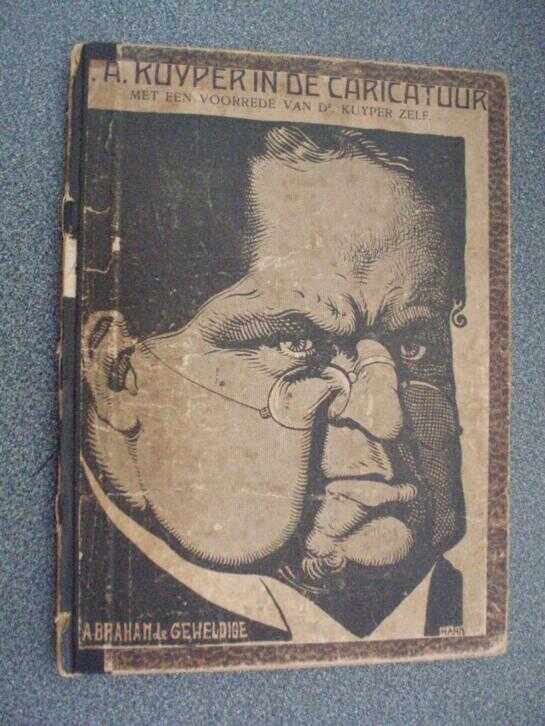 . A. KUYPER IN DE CARICATUUR
MET EEN VOORREDE VAN Dr. KUYPER ZELF.
ABRAHAM de GEWELDIGE
HAHN